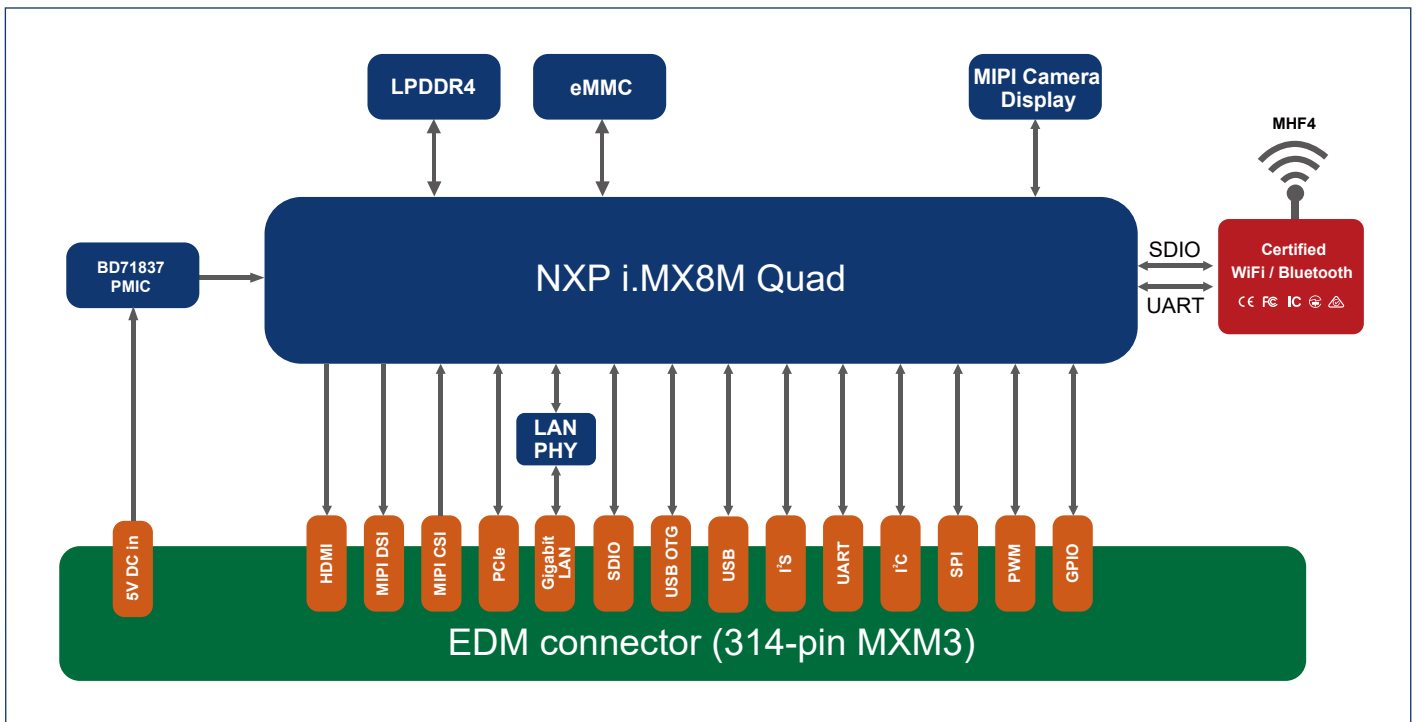 LPDDR4
eMMC
MIPI Camera
Display
MHF4
BD71837
PMIC
NXP i.MX8M Quad
SDIO
UART
Certified
WiFi / Bluetooth
CE FC IC
LAN
PHY
5V DC in
HDMI
MIPI DSI
MIPI CSI
PCIe
Gigabit
LAN
SDIO
USB OTG
USB
I²S
UART
I²C
SPI
PWM
GPIO
EDM connector (314-pin MXM3)